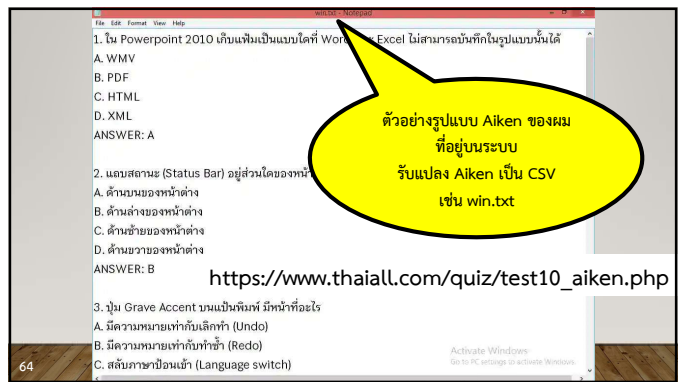 win.txt - Notepad
File Edit Format View Help
1. ใน Powerpoint 2010 เก็บแฟ้มเป็นแบบใดที่ Wor Excel ไม่สามารถบันทึกในรูปแบบนั้นได้
A. WMV
B. PDF
C. HTML
D. XML
ANSWER: A
ตัวอย่างรูปแบบ Aiken ของผม
ที่อยู่บนระบบ
รับแปลง Aiken เป็น CSV
เช่น win.txt
2. แถบสถานะ (Status Bar) อยู่ส่วนใดของหน้า
A. ด้านบนของหน้าต่าง
B. ด้านล่างของหน้าต่าง
C. ด้านซ้ายของหน้าต่าง
D. ด้านขวาของหน้าต่าง
ANSWER: B
https://www.thaiall.com/quiz/test10_aiken.php
3. ปุ่ม Grave Accent บนแป้นพิมพ์ มีหน้าที่อะไร
A. มีความหมายเท่ากับเลิกทำ (Undo)
B. มีความหมายเท่ากับทำซ้ำ (Redo)
C. สลับภาษาป้อนเข้า (Language switch)
Activate Windows
Go to PC settings to activate Windows.
64